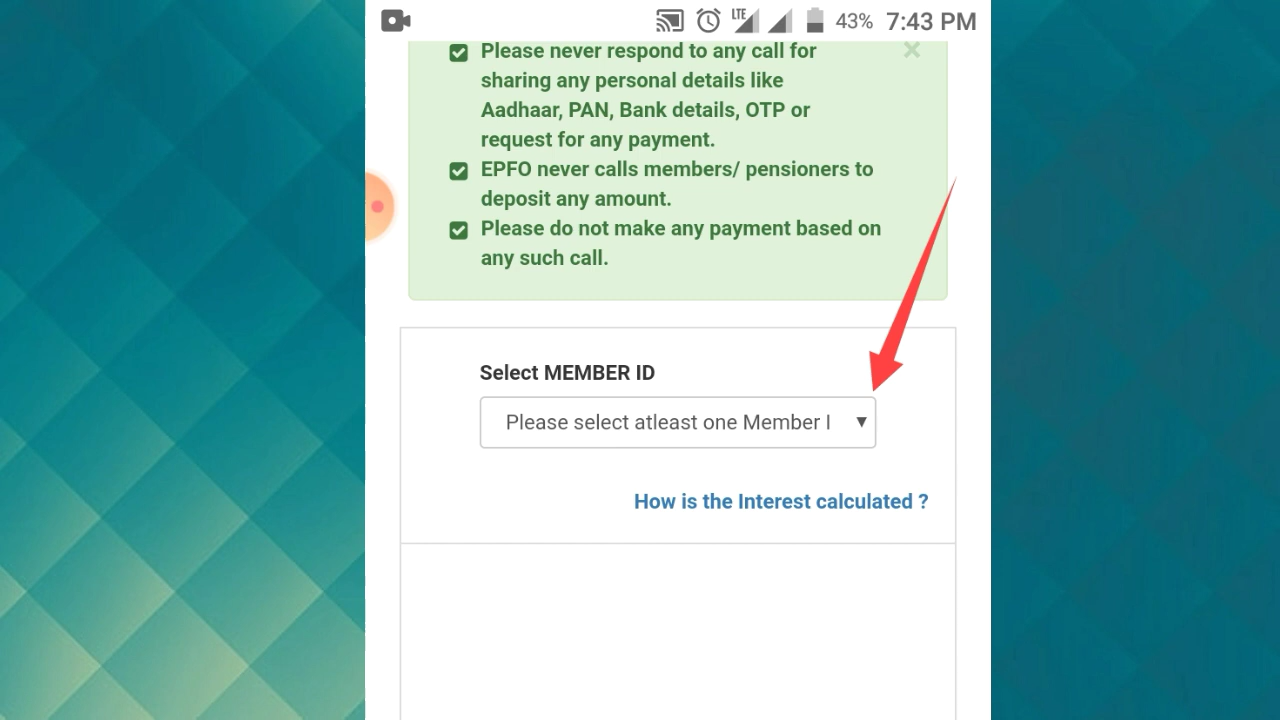 LTE 43% 7:43 PM
Please never respond to any call for
sharing any personal details like
Aadhaar, PAN, Bank details, OTP or
request for any payment.
EPFO never calls members/ pensioners to
deposit any amount.
Please do not make any payment based on
any such call.
Select MEMBER ID
Please select atleast one Member I
How is the Interest calculated ?